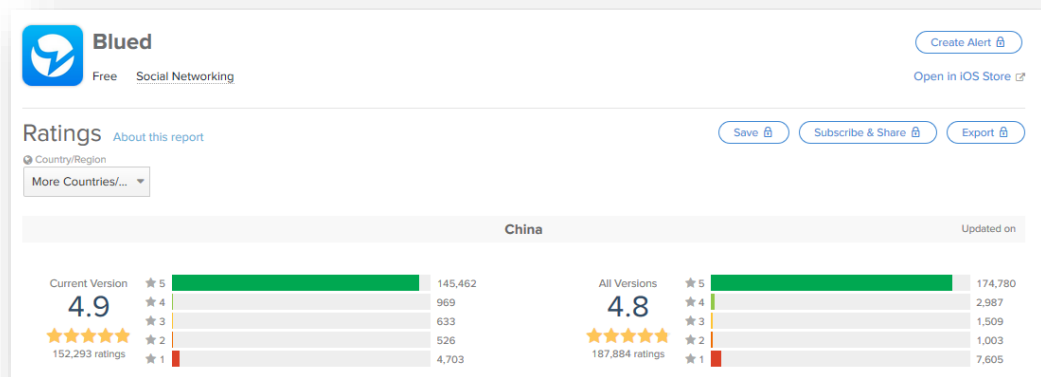 Blued
Create Alert
Free Social Networking
Open in iOS Store
Ratings About this report
Save Subscribe & Share Export
Country/Region
More Countries/...
China
Updated on
Current Version
4.9
152,293 ratings
5 145,462
4 969
3 633
2 526
1 4,703
All Versions
4.8
187,884 ratings
5 174,780
4 2,987
3 1,509
2 1,003
1 7,605